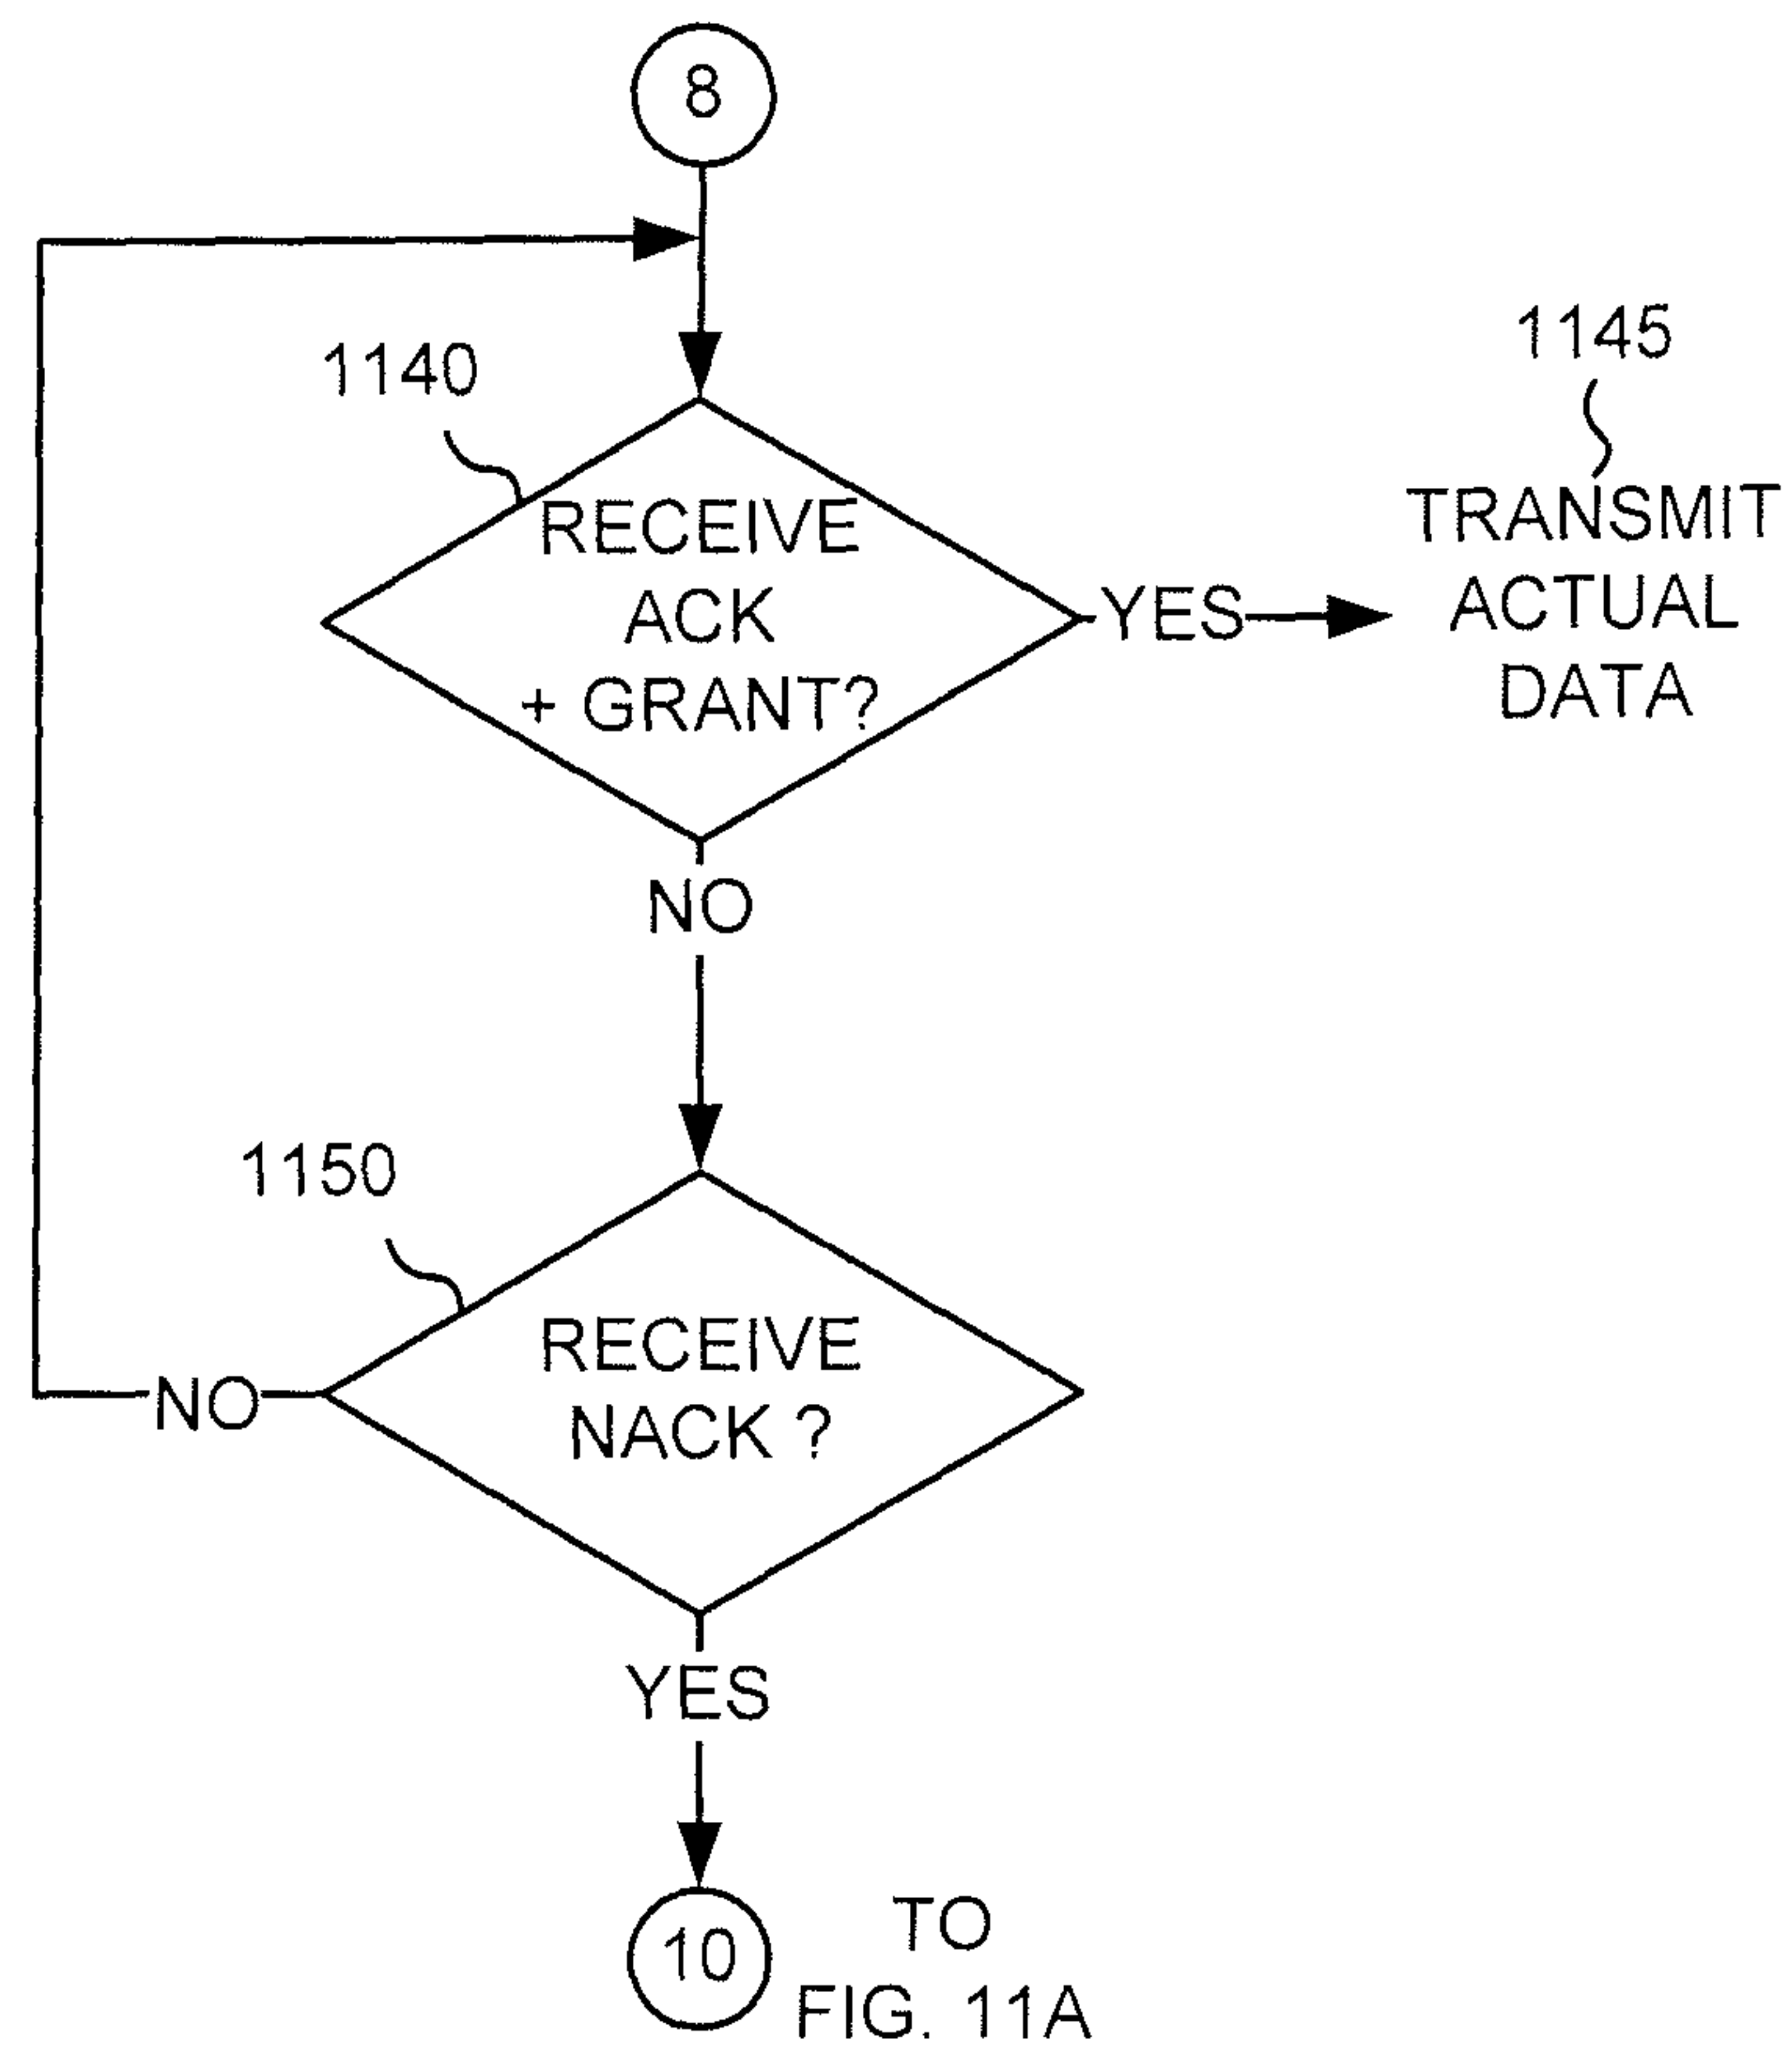 8
1140
1145
RECEIVE
ACK
+ GRANT?
YES
TRANSMIT
ACTUAL
DATA
NO
1150
RECEIVE
NACK ?
NO
YES
10
TO
FIG. 11A